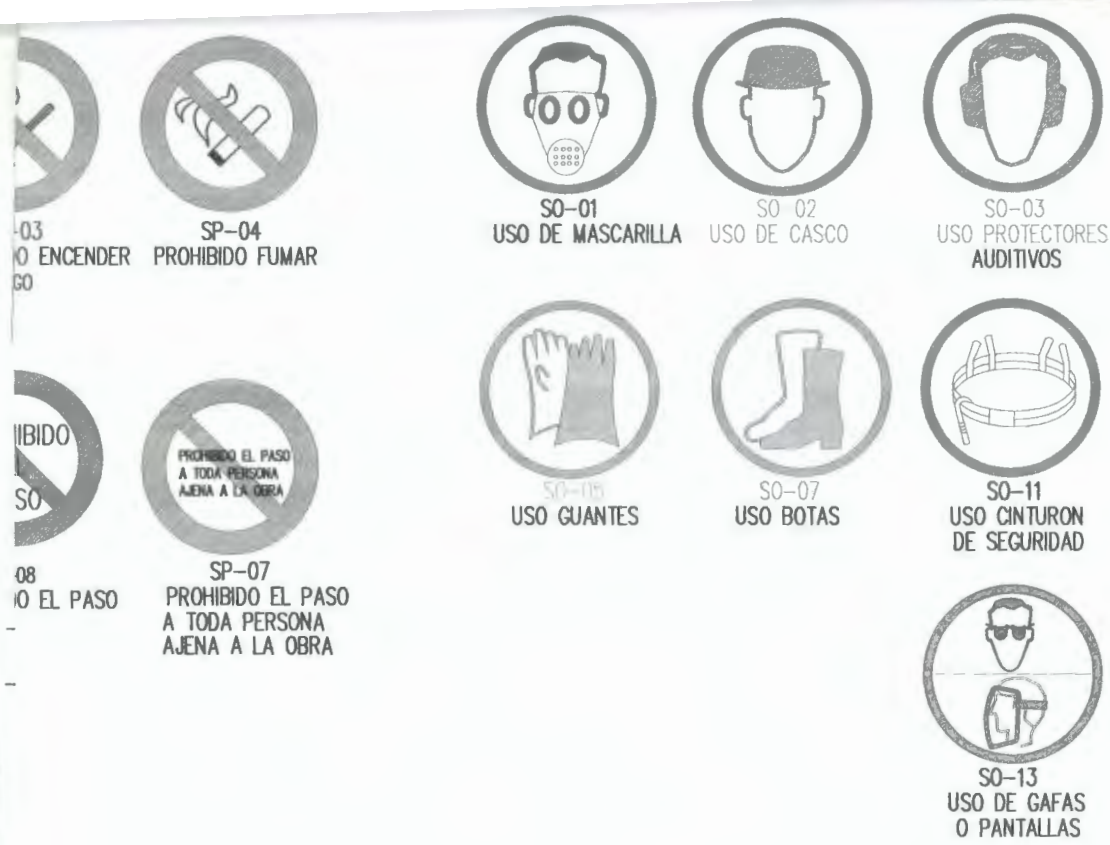 -03
O ENCENDER
GO
SP-04
PROHIBIDO FUMAR
SO-01
USO DE MASCARILLA
SO-02
USO DE CASCO
SO-03
USO PROTECTORES
AUDITIVOS
IBIDO
SO
-08
O EL PASO
PROHIBIDO EL PASO
A TODA PERSONA
AJENA A LA OBRA
SP-07
PROHIBIDO EL PASO
A TODA PERSONA
AJENA A LA OBRA
USO GUANTES
SO-07
USO BOTAS
SO-11
USO CINTURON
DE SEGURIDAD
SO-13
USO DE GAFAS
O PANTALLAS